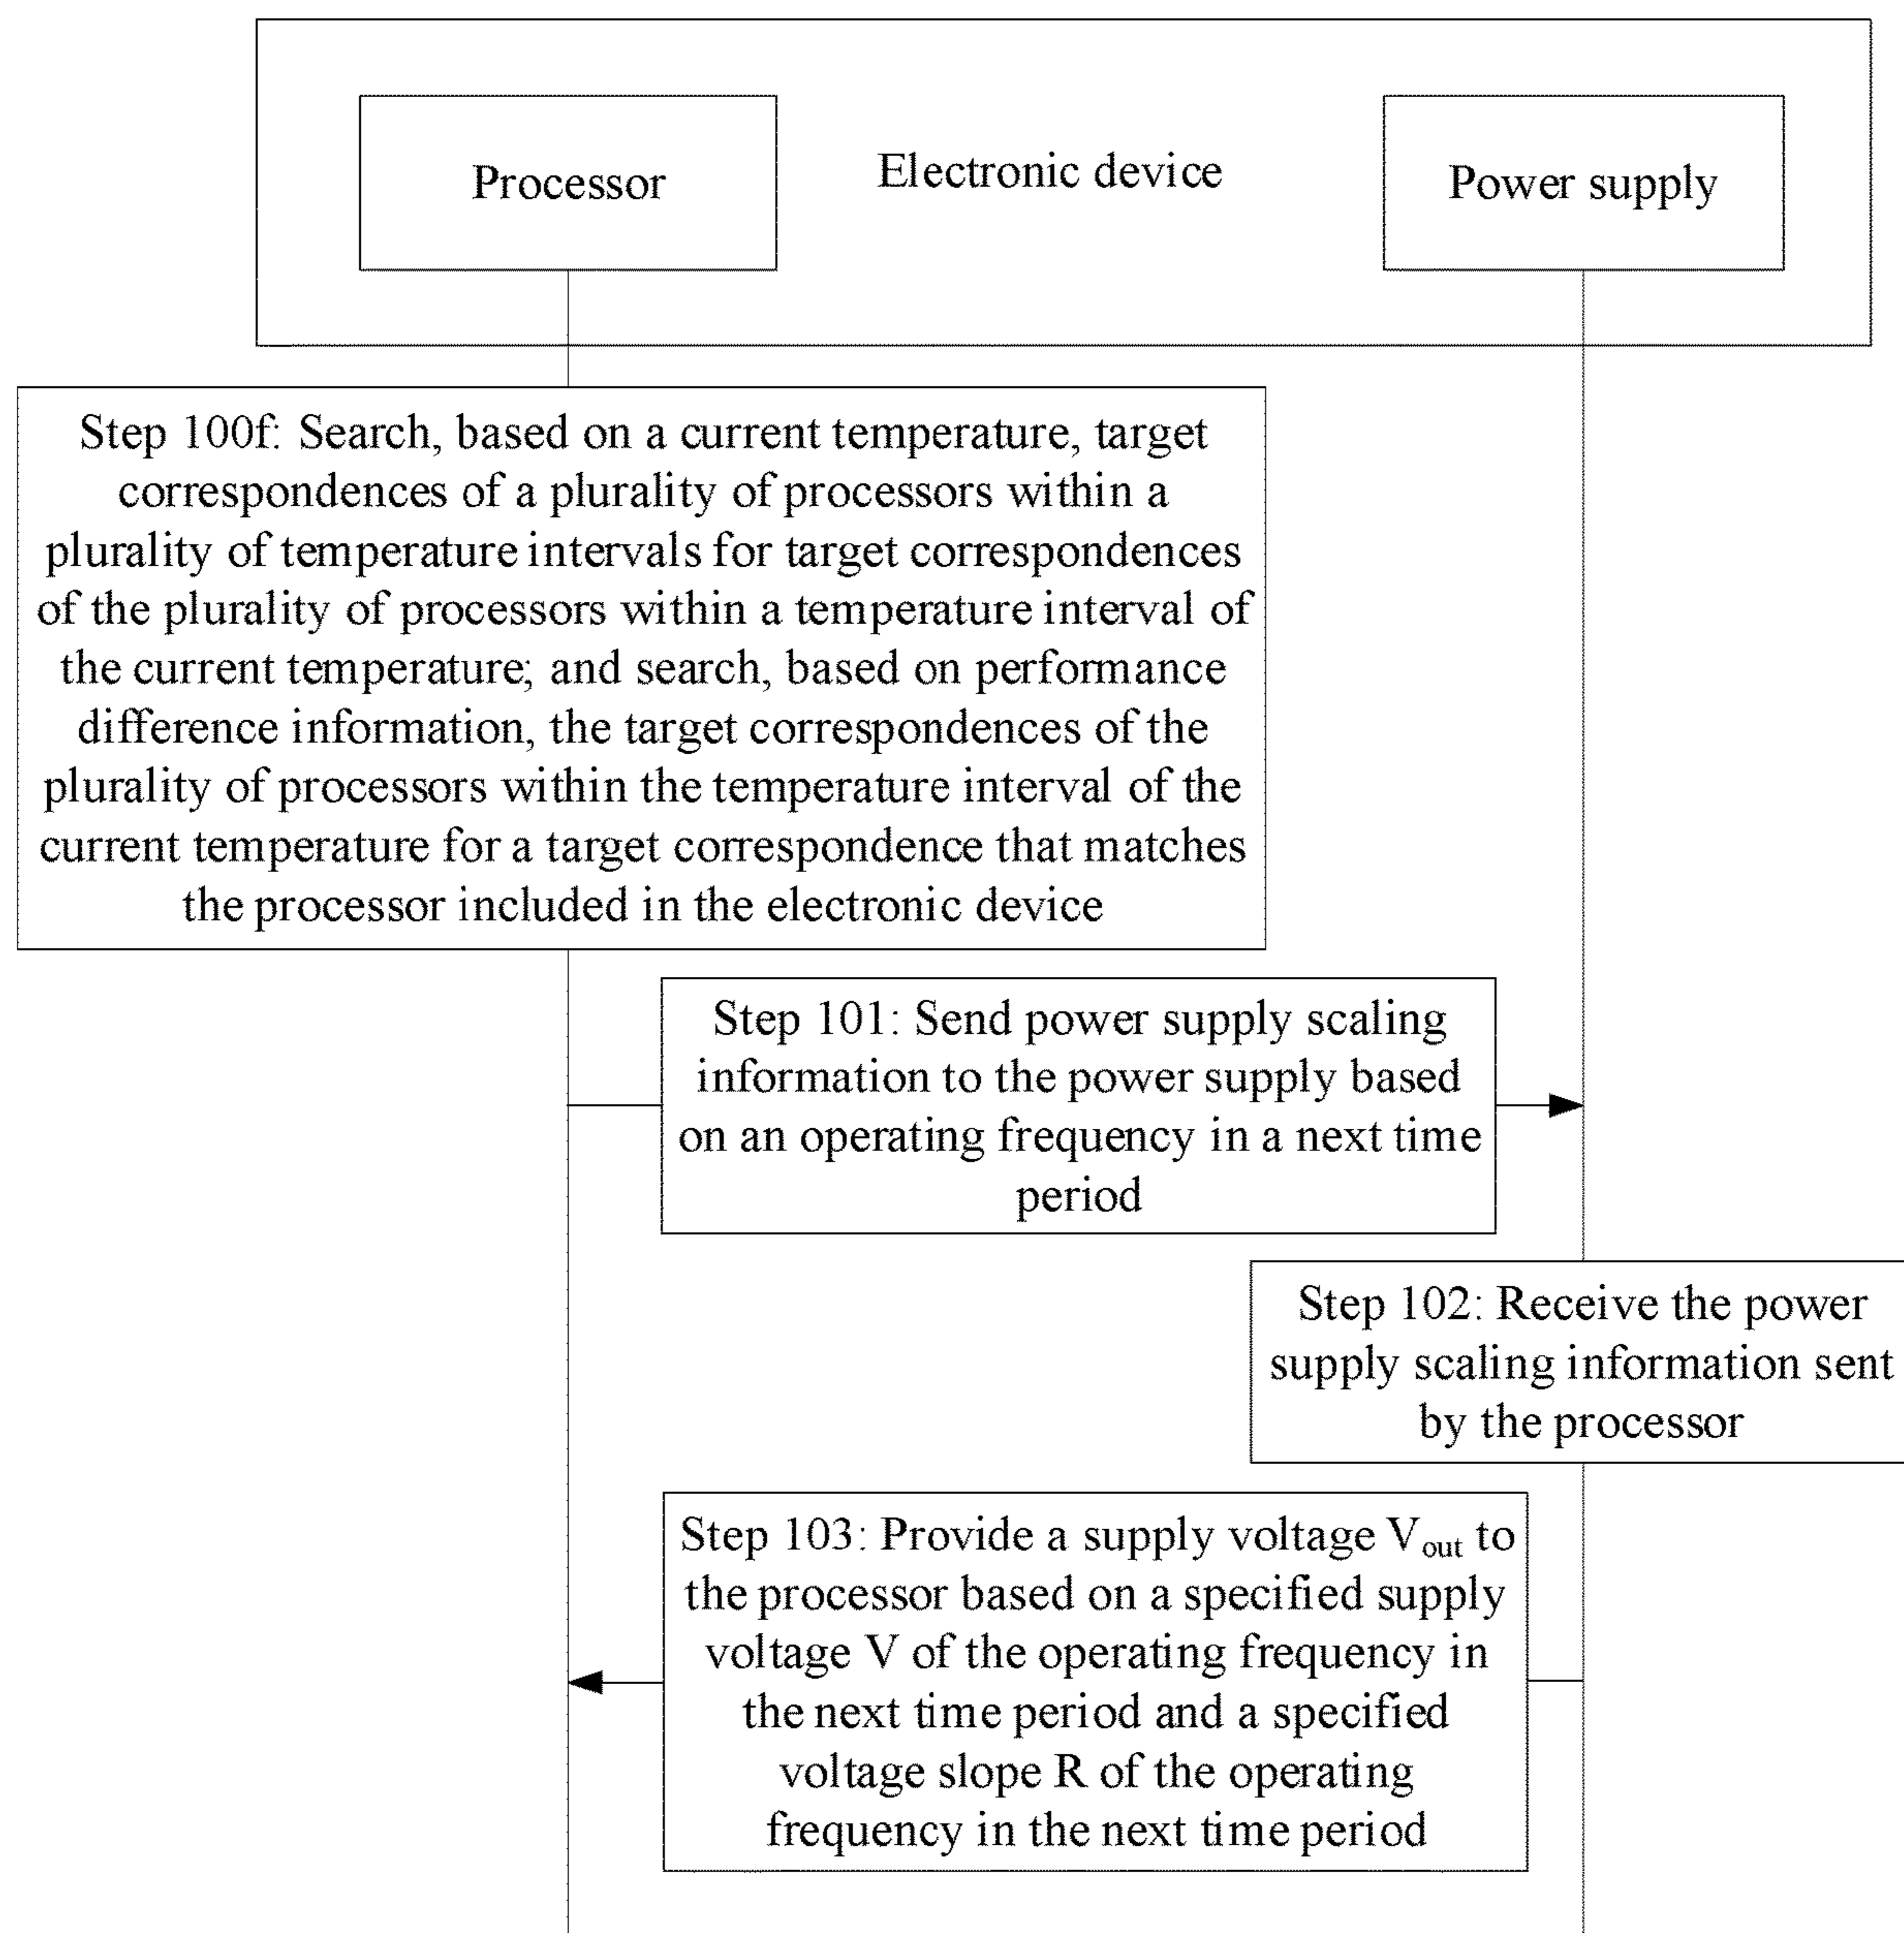 Processor
Electronic device
Power supply
Step 100f: Search, based on a current temperature, target
correspondences of a plurality of processors within a
plurality of temperature intervals for target correspondences
of the plurality of processors within a temperature interval of
the current temperature; and search, based on performance
difference information, the target correspondences of the
plurality of processors within the temperature interval of the
current temperature for a target correspondence that matches
the processor included in the electronic device
Step 101: Send power supply scaling
information to the power supply based
on an operating frequency in a next time
period
Step 102: Receive the power
supply scaling information sent
by the processor
Step 103: Provide a supply voltage Vout to
the processor based on a specified supply
voltage V of the operating frequency in
the next time period and a specified
voltage slope R of the operating
frequency in the next time period